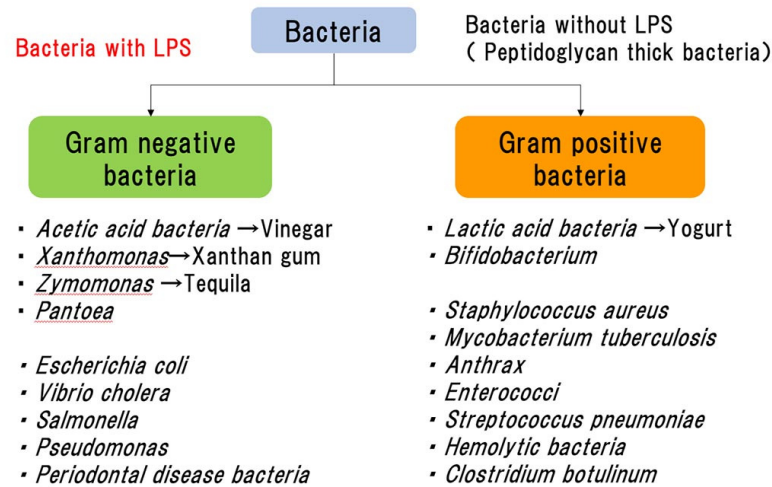 Bacteria with LPS
Bacteria
Bacteria without LPS
( Peptidoglycan thick bacteria)
Gram negative
bacteria
・Acetic acid bacteria →Vinegar
・Xanthomonas→Xanthan gum
・Zymomonas →Tequila
・Pantoea
・Escherichia coli
・Vibrio cholera
・Salmonella
・Pseudomonas
・Periodontal disease bacteria
Gram positive
bacteria
・Lactic acid bacteria →Yogurt
・Bifidobacterium
・Staphylococcus aureus
・Mycobacterium tuberculosis
・Anthrax
・Enterococci
・Streptococcus pneumoniae
・Hemolytic bacteria
・Clostridium botulinum